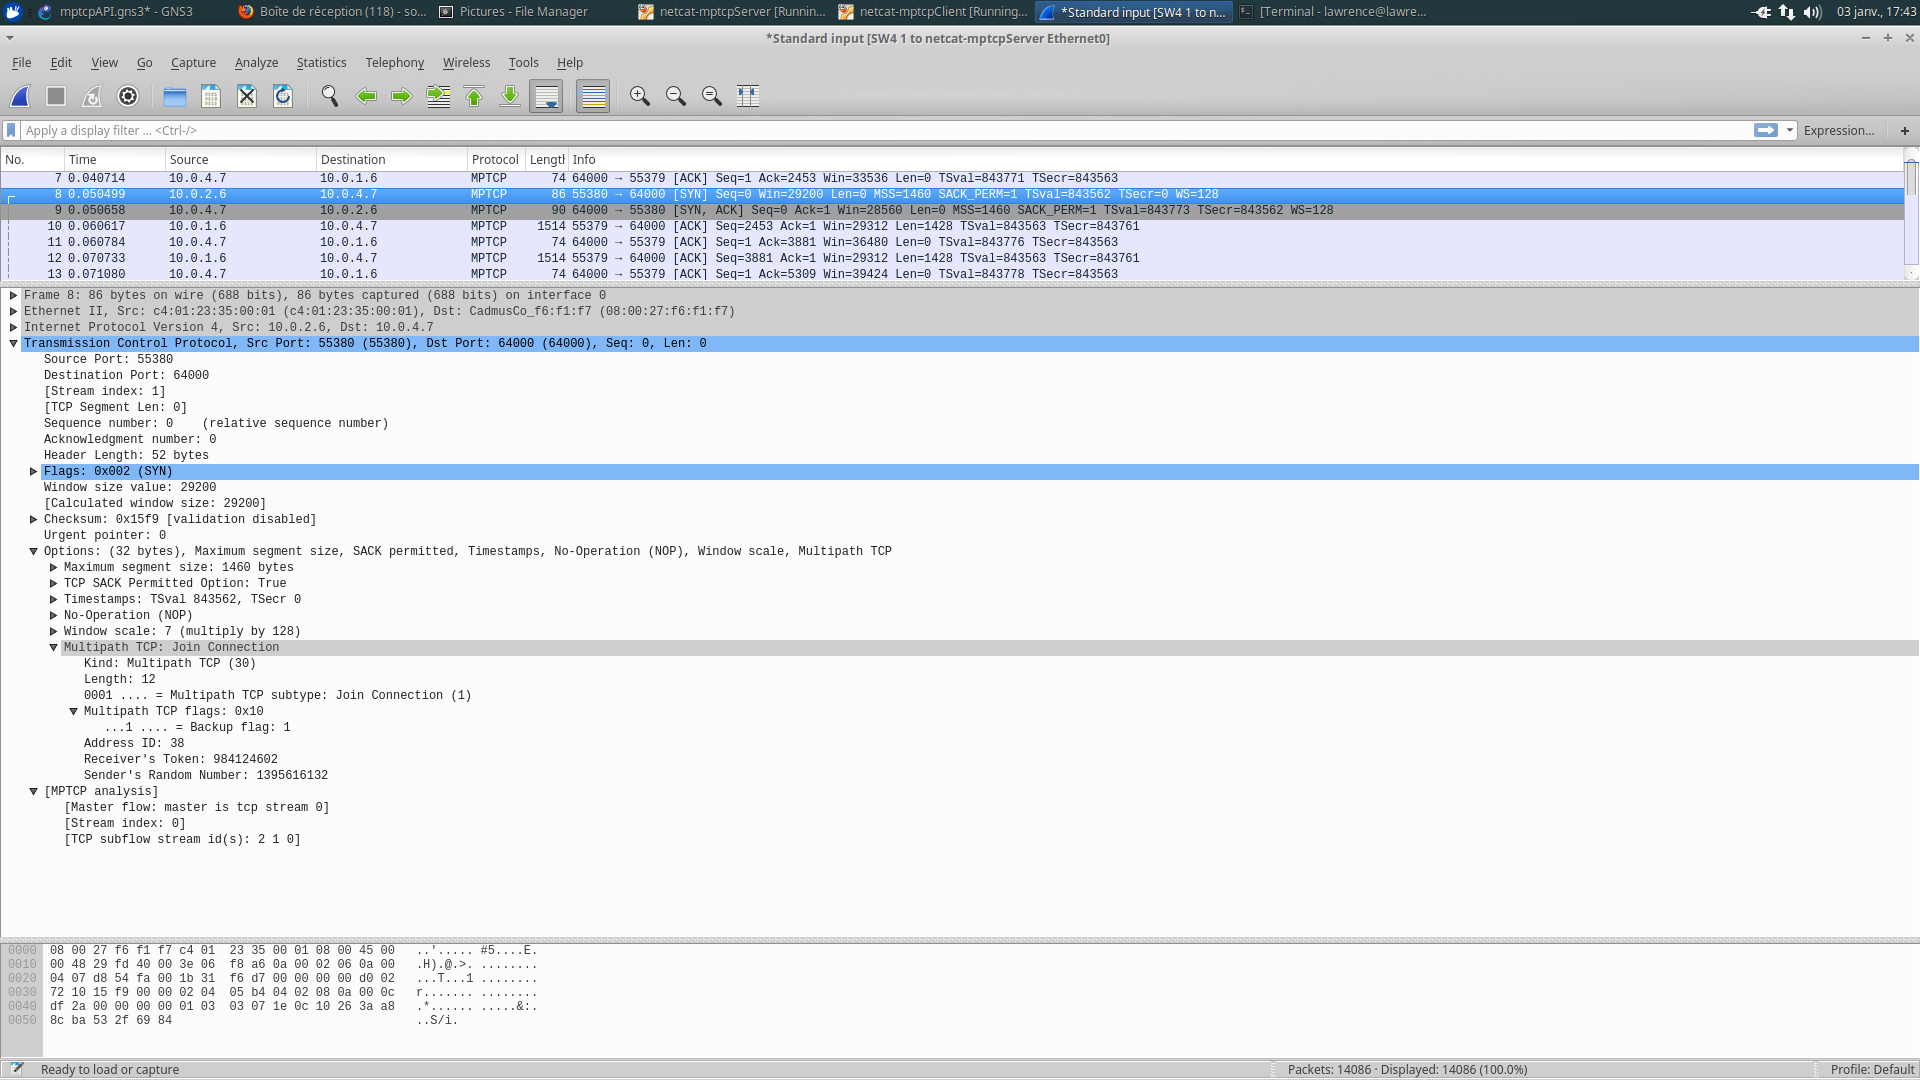 mptcpAPI.gns3* - GNS3 Boîte de réception (118) - so... Pictures - File Manager netcat-mptcpServer [Runnin... netcat-mptcpClient [Running... *Standard input [SW4 1 to n... [Terminal - lawrence@lawre... 03 janv., 17:43
*Standard input [SW4 1 to netcat-mptcpServer Ethernet0]
File Edit View Go Capture Analyze Statistics Telephony Wireless Tools Help
Apply a display filter ... <Ctrl-/> Expression... +
No. Time Source Destination Protocol Length Info
7 0.040714 10.0.4.7 10.0.1.6 MPTCP 74 64000 → 55379 [ACK] Seq=1 Ack=2453 Win=33536 Len=0 TSval=843771 TSecr=843563
8 0.050499 10.0.2.6 10.0.4.7 MPTCP 86 55380 → 64000 [SYN] Seq=0 Win=29200 Len=0 MSS=1460 SACK_PERM=1 TSval=843562 TSecr=0 WS=128
9 0.050658 10.0.4.7 10.0.2.6 MPTCP 90 64000 → 55380 [SYN, ACK] Seq=0 Ack=1 Win=28560 Len=0 MSS=1460 SACK_PERM=1 TSval=843773 TSecr=843562 WS=128
10 0.060617 10.0.1.6 10.0.4.7 MPTCP 1514 55379 → 64000 [ACK] Seq=2453 Ack=1 Win=29312 Len=1428 TSval=843563 TSecr=843761
11 0.060784 10.0.4.7 10.0.1.6 MPTCP 74 64000 → 55379 [ACK] Seq=1 Ack=3881 Win=36480 Len=0 TSval=843776 TSecr=843563
12 0.070733 10.0.1.6 10.0.4.7 MPTCP 1514 55379 → 64000 [ACK] Seq=3881 Ack=1 Win=29312 Len=1428 TSval=843563 TSecr=843761
13 0.071080 10.0.4.7 10.0.1.6 MPTCP 74 64000 → 55379 [ACK] Seq=1 Ack=5309 Win=39424 Len=0 TSval=843778 TSecr=843563
Frame 8: 86 bytes on wire (688 bits), 86 bytes captured (688 bits) on interface 0
Ethernet II, Src: c4:01:23:35:00:01 (c4:01:23:35:00:01), Dst: CadmusCo_f6:f1:f7 (08:00:27:f6:f1:f7)
Internet Protocol Version 4, Src: 10.0.2.6, Dst: 10.0.4.7
Transmission Control Protocol, Src Port: 55380 (55380), Dst Port: 64000 (64000), Seq: 0, Len: 0
Source Port: 55380
Destination Port: 64000
[Stream index: 1]
[TCP Segment Len: 0]
Sequence number: 0 (relative sequence number)
Acknowledgment number: 0
Header Length: 52 bytes
Flags: 0x002 (SYN)
Window size value: 29200
[Calculated window size: 29200]
Checksum: 0x15f9 [validation disabled]
Urgent pointer: 0
Options: (32 bytes), Maximum segment size, SACK permitted, Timestamps, No-Operation (NOP), Window scale, Multipath TCP
Maximum segment size: 1460 bytes
TCP SACK Permitted Option: True
Timestamps: TSval 843562, TSecr 0
No-Operation (NOP)
Window scale: 7 (multiply by 128)
Multipath TCP: Join Connection
Kind: Multipath TCP (30)
Length: 12
0001 .... = Multipath TCP subtype: Join Connection (1)
Multipath TCP flags: 0x10
...1 .... = Backup flag: 1
Address ID: 38
Receiver's Token: 984124602
Sender's Random Number: 1395616132
[MPTCP analysis]
[Master flow: master is tcp stream 0]
[Stream index: 0]
[TCP subflow stream id(s): 2 1 0]
0000 08 00 27 f6 f1 f7 c4 01 23 35 00 01 08 00 45 00 ..'..... #5....E.
0010 00 48 29 fd 40 00 3e 06 f8 a6 0a 00 02 06 0a 00 .H).@.>. ........
0020 04 07 d8 54 fa 00 1b 31 f6 d7 00 00 00 00 d0 02 ...T...1 ........
0030 72 10 15 f9 00 00 02 04 05 b4 04 02 08 0a 00 0c r....... ........
0040 df 2a 00 00 00 00 01 03 03 07 1e 0c 10 26 3a a8 .*...... .....&:.
0050 8c ba 53 2f 69 84 ..S/i.
Ready to load or capture Packets: 14086 · Displayed: 14086 (100.0%) Profile: Default